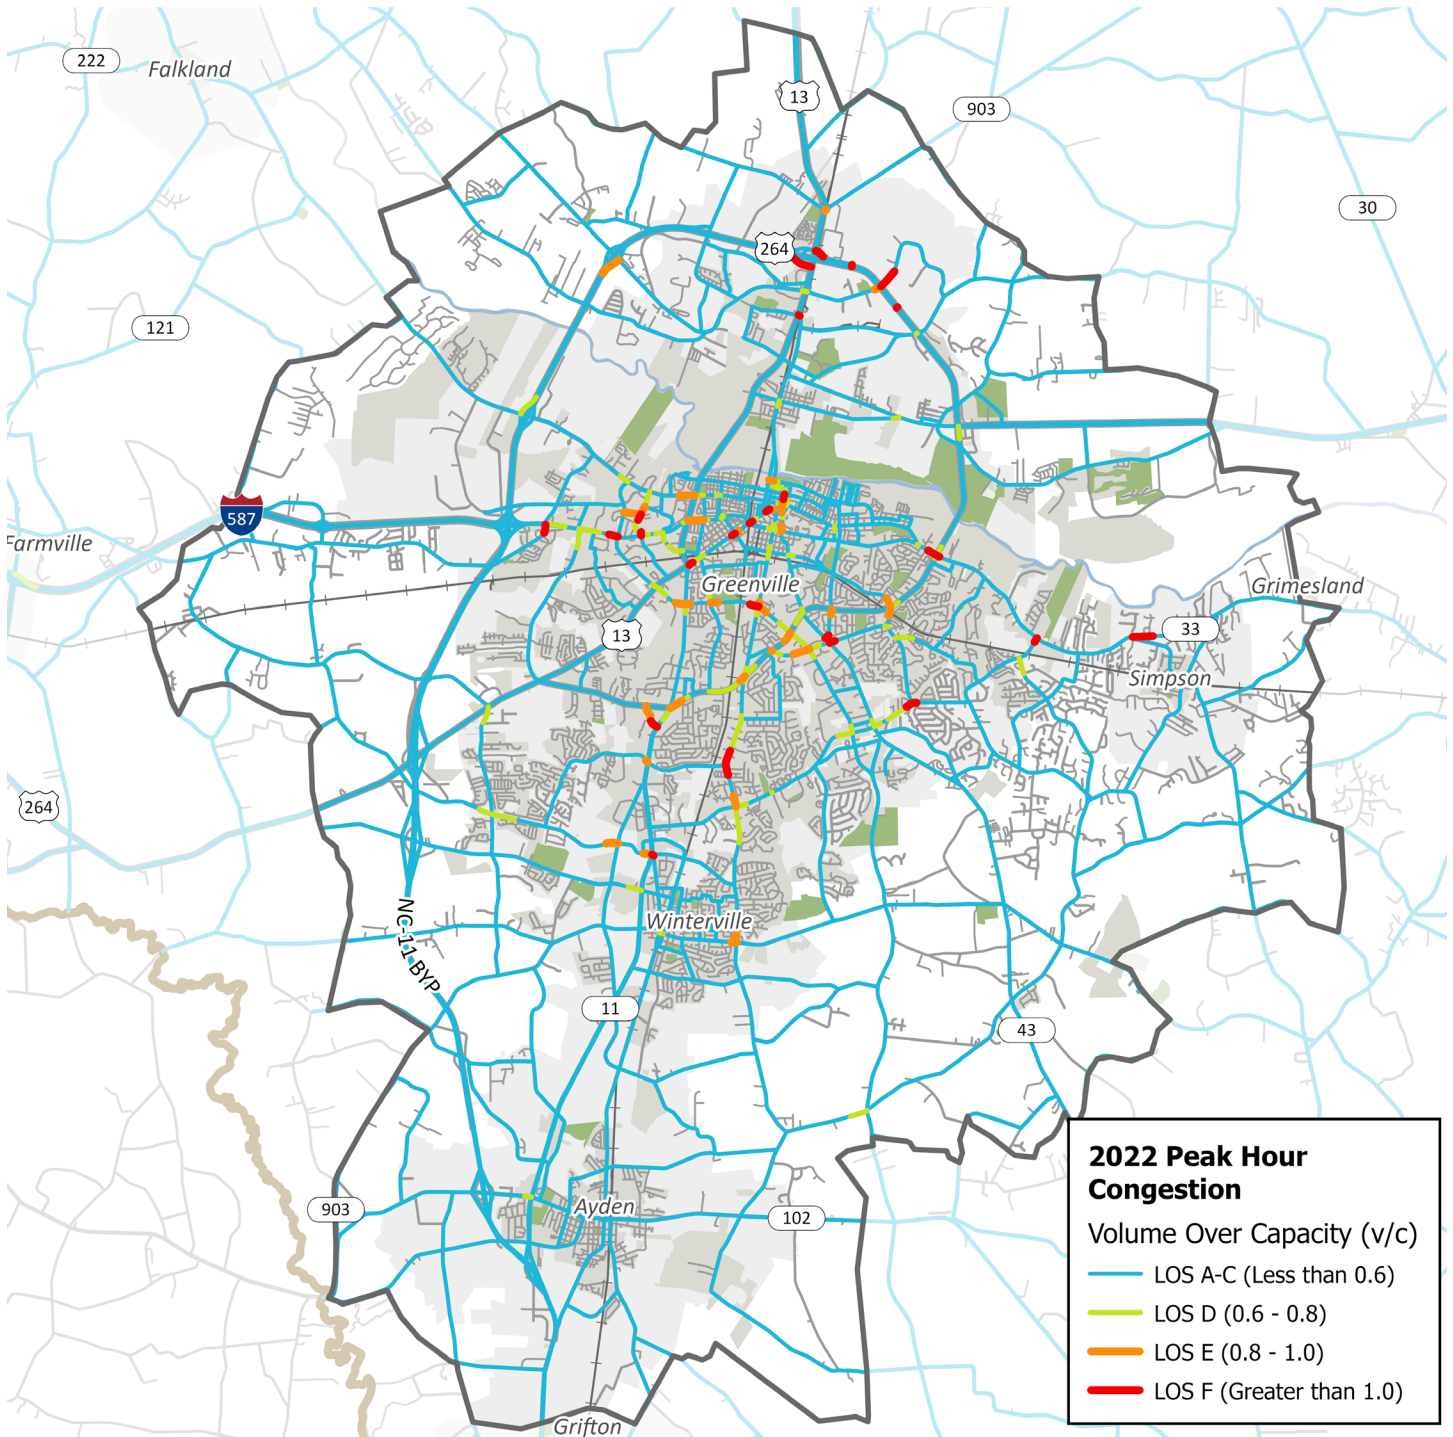 222
Falkland
13
903
30
264
121
587
Farmville
Greenville
Grimesland
13
33
Simpson
264
NC-11 BYP
Winterville
11
43
903
Ayden
102
Grifton
2022 Peak Hour
Congestion
Volume Over Capacity (v/c)
LOS A-C (Less than 0.6)
LOS D (0.6 - 0.8)
LOS E (0.8 - 1.0)
LOS F (Greater than 1.0)